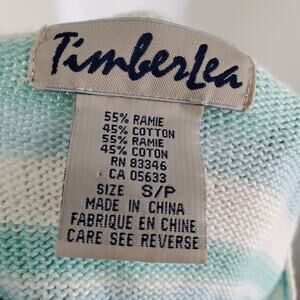 TimberLea
55% RAMIE
45% COTTON
55% RAMIE
45% COTON
RN 83346
CA 05633
SIZE S/P
MADE IN CHINA
FABRIQUE EN CHINE
CARE SEE REVERSE